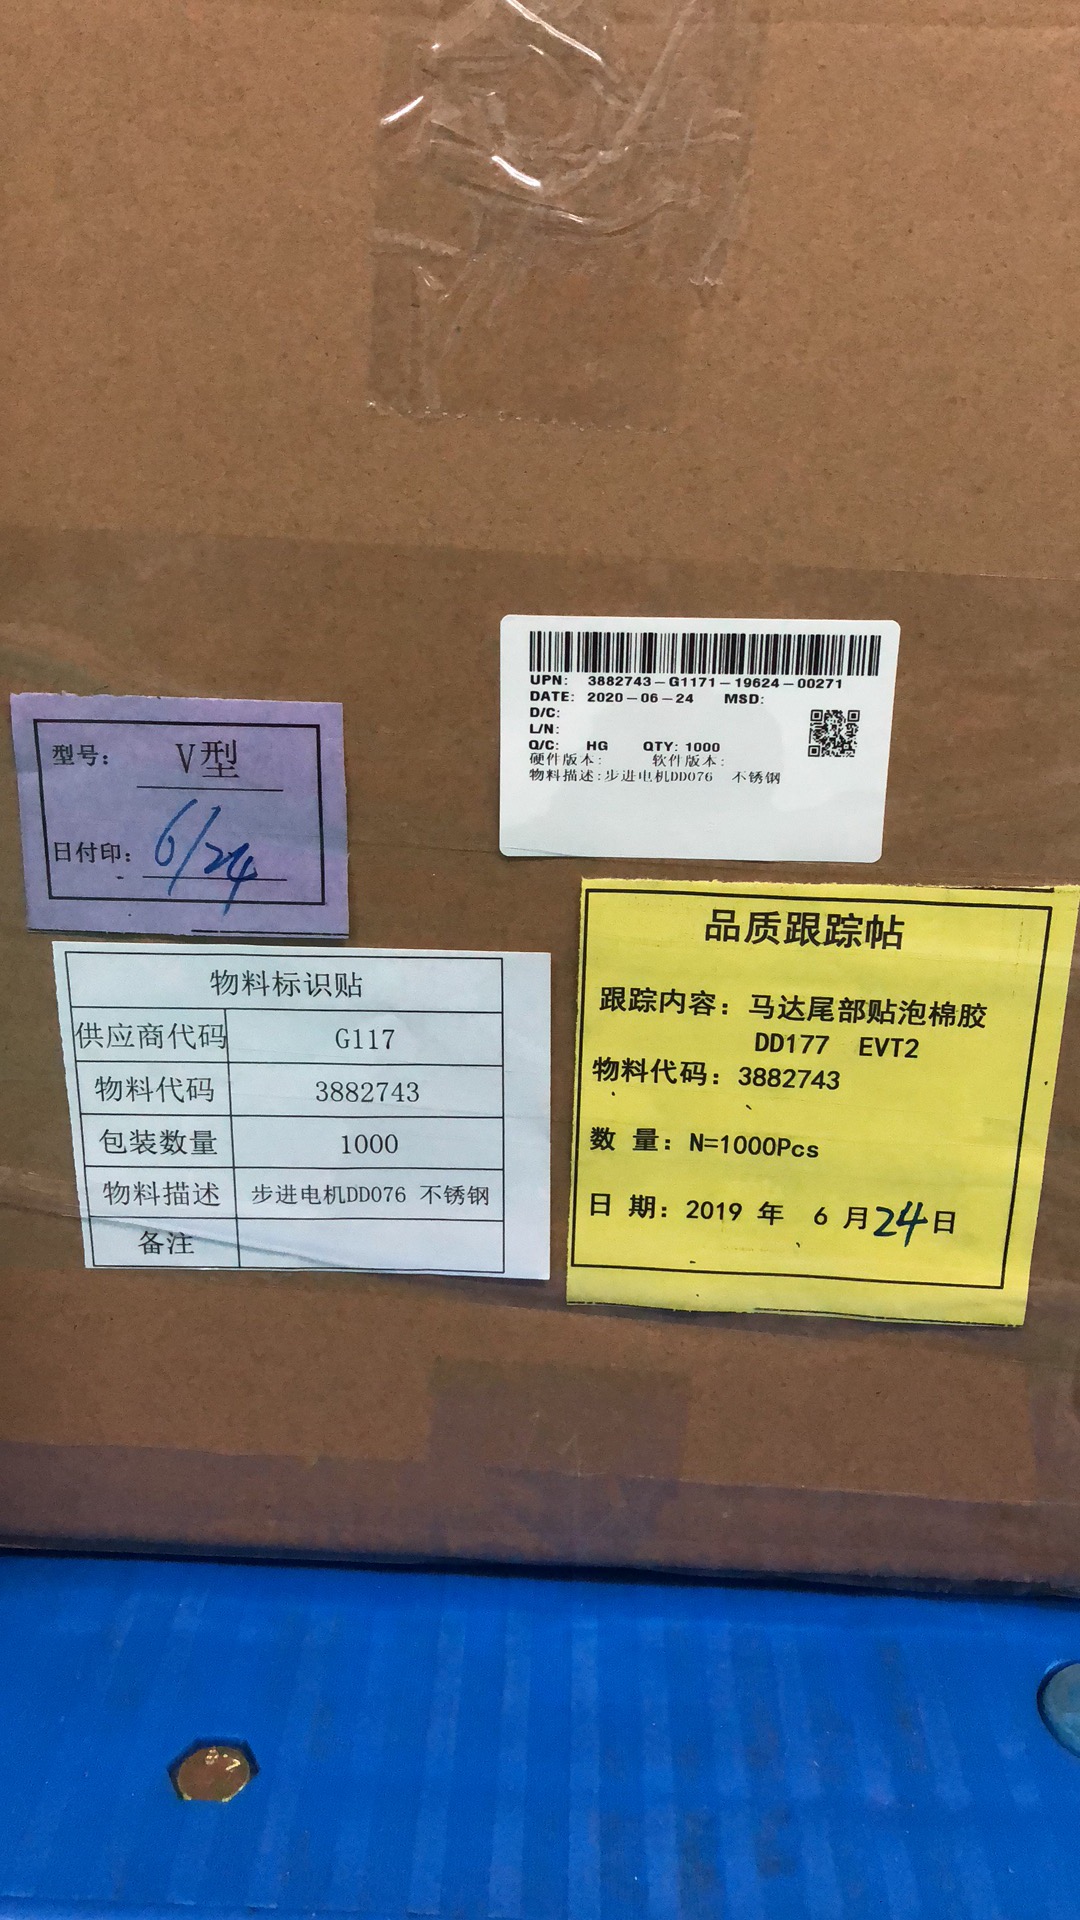 UPN: 3882743-G1171-19624-00271
DATE: 2020-06-24 MSD:
D/C:
L/N:
Q/C: HG QTY: 1000
硬件版本: 软件版本:
物料描述:步进电机DD076 不锈钢
型号: V型
日付印: 6/24
品质跟踪帖
跟踪内容: 马达尾部贴泡棉胶
DD177 EVT2
物料代码: 3882743
数 量: N=1000Pcs
日 期: 2019 年 6 月24日
物料标识贴
供应商代码 G117
物料代码 3882743
包装数量 1000
物料描述 步进电机DD076 不锈钢
备注